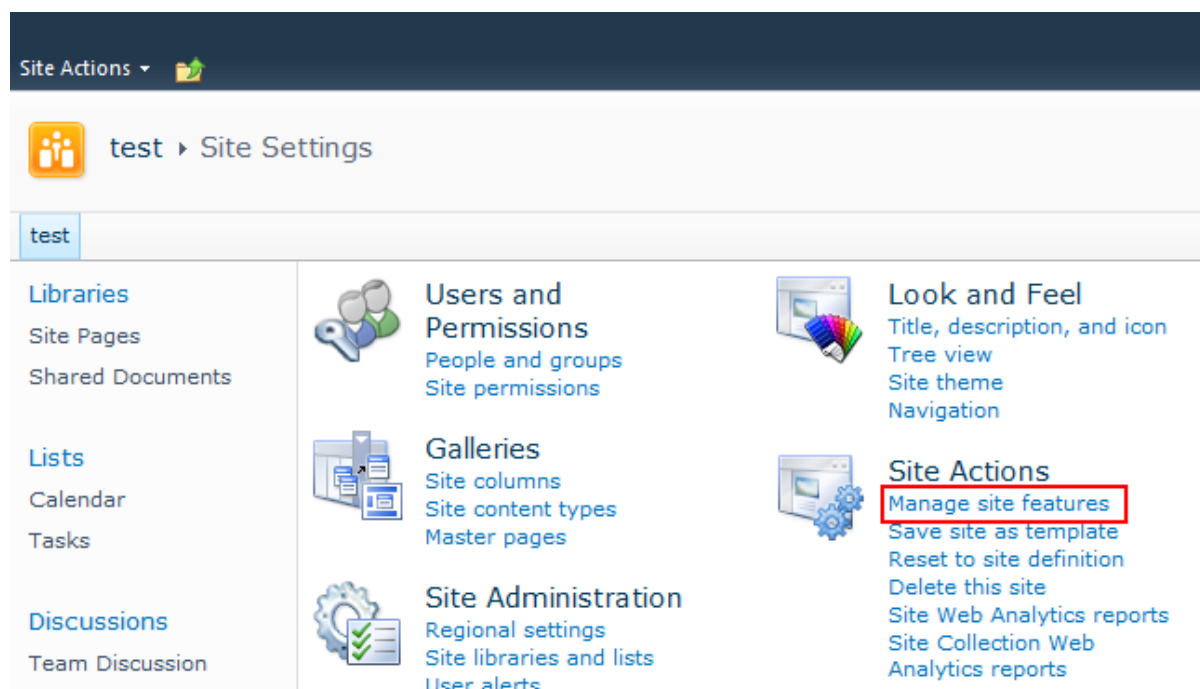 Site Actions
test ▸ Site Settings
test
Libraries
Site Pages
Shared Documents
Lists
Calendar
Tasks
Discussions
Team Discussion
Users and
Permissions
People and groups
Site permissions
Galleries
Site columns
Site content types
Master pages
Site Administration
Regional settings
Site libraries and lists
User alerts
Look and Feel
Title, description, and icon
Tree view
Site theme
Navigation
Site Actions
Manage site features
Save site as template
Reset to site definition
Delete this site
Site Web Analytics reports
Site Collection Web
Analytics reports